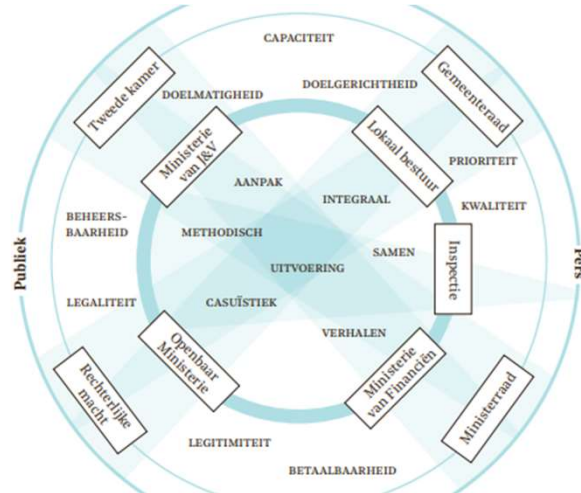 CAPACITEIT
Tweede kamer
DOELMATIGHEID
DOELGERICHTHEID
Gemeenteraad
Ministerie
van J&V
Lokaal bestuur
PRIORITEIT
AANPAK
INTEGRAAL
KWALITEIT
BEHEERS-
BAARHEID
METHODISCH
SAMEN
Inspectie
Publiek
Pers
UITVOERING
LEGALITEIT
CASUÏSTIEK
VERHALEN
Openbaar
Ministerie
Ministerie
van Financiën
Rechterlijke
macht
Ministerraad
LEGITIMITEIT
BETAALBAARHEID